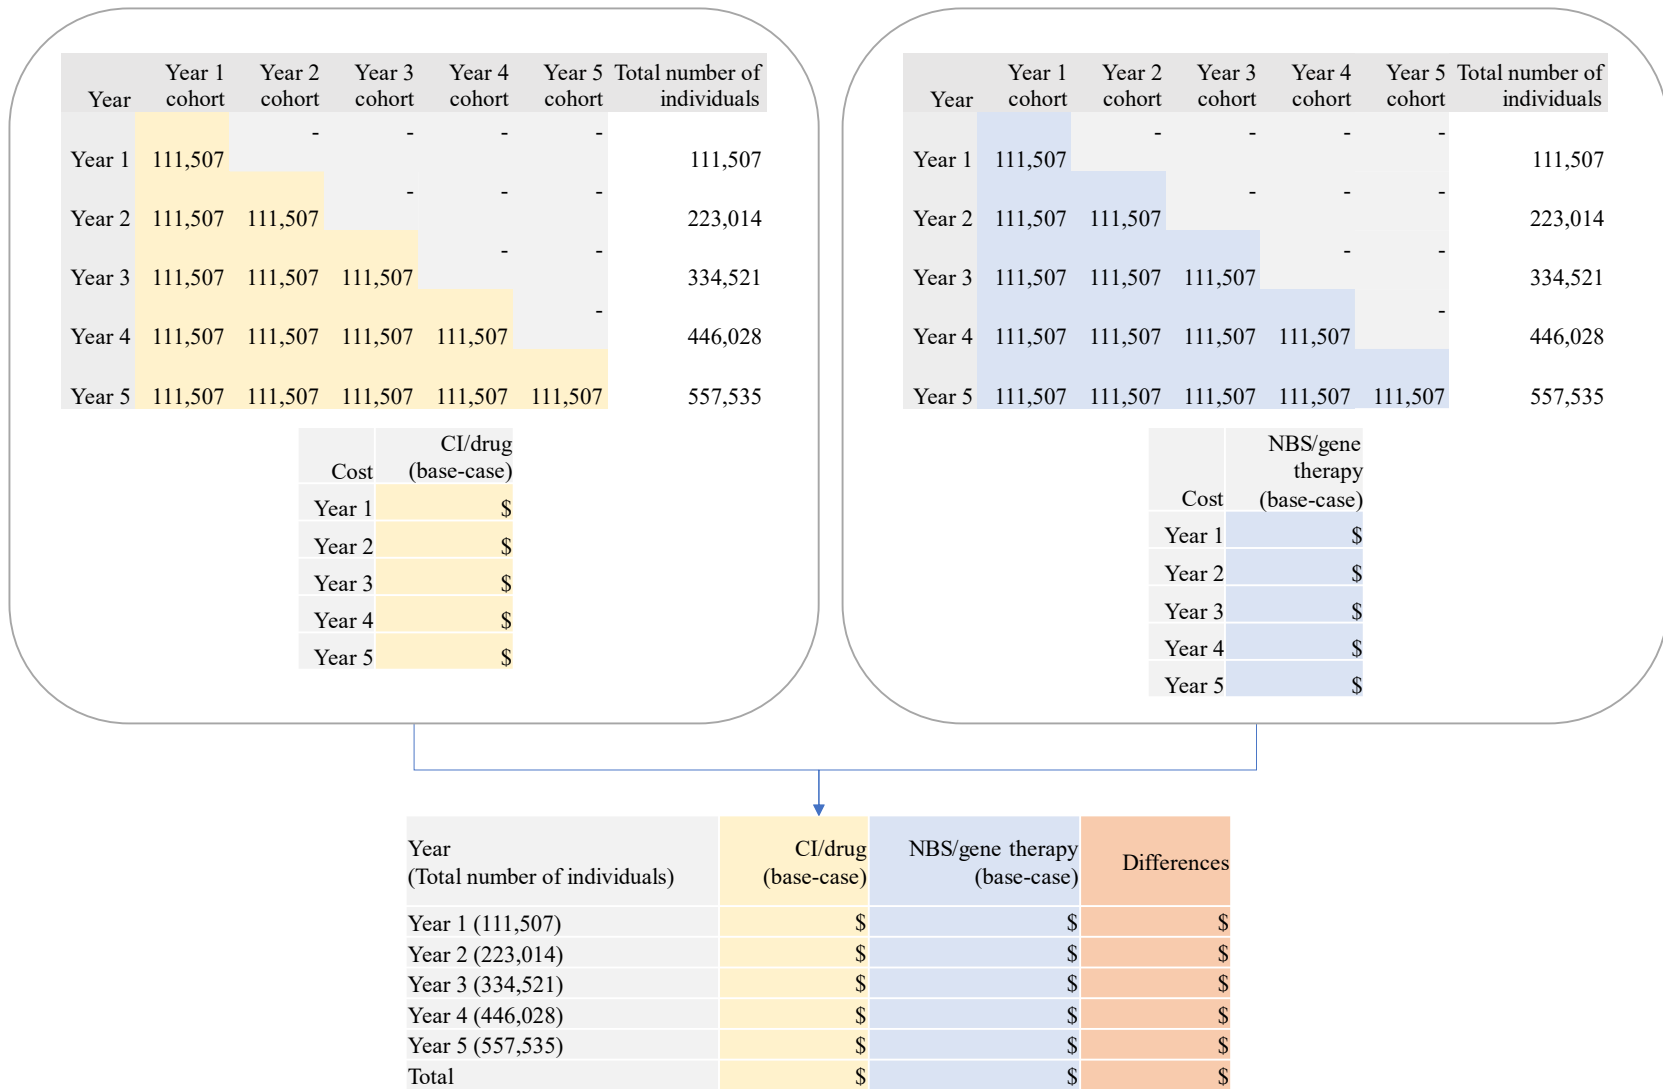 Year 1 Year 2 Year 3 Year 4 Year 5 Total number of
Year cohort cohort cohort cohort cohort individuals
- - - -
Year 1 111,507 111,507
- - -
Year 2 111,507 111,507 223,014
- -
Year 3 111,507 111,507 111,507 334,521
-
Year 4 111,507 111,507 111,507 111,507 446,028
Year 5 111,507 111,507 111,507 111,507 111,507 557,535
CI/drug
Cost (base-case)
Year 1 $
Year 2 $
Year 3 $
Year 4 $
Year 5 $
Year 1 Year 2 Year 3 Year 4 Year 5 Total number of
Year cohort cohort cohort cohort cohort individuals
- - - -
Year 1 111,507 111,507
- - -
Year 2 111,507 111,507 223,014
- -
Year 3 111,507 111,507 111,507 334,521
-
Year 4 111,507 111,507 111,507 111,507 446,028
Year 5 111,507 111,507 111,507 111,507 111,507 557,535
NBS/gene
therapy
Cost (base-case)
Year 1 $
Year 2 $
Year 3 $
Year 4 $
Year 5 $
Year CI/drug NBS/gene therapy Differences
(Total number of individuals) (base-case) (base-case)
Year 1 (111,507) $ $ $
Year 2 (223,014) $ $ $
Year 3 (334,521) $ $ $
Year 4 (446,028) $ $ $
Year 5 (557,535) $ $ $
Total $ $ $